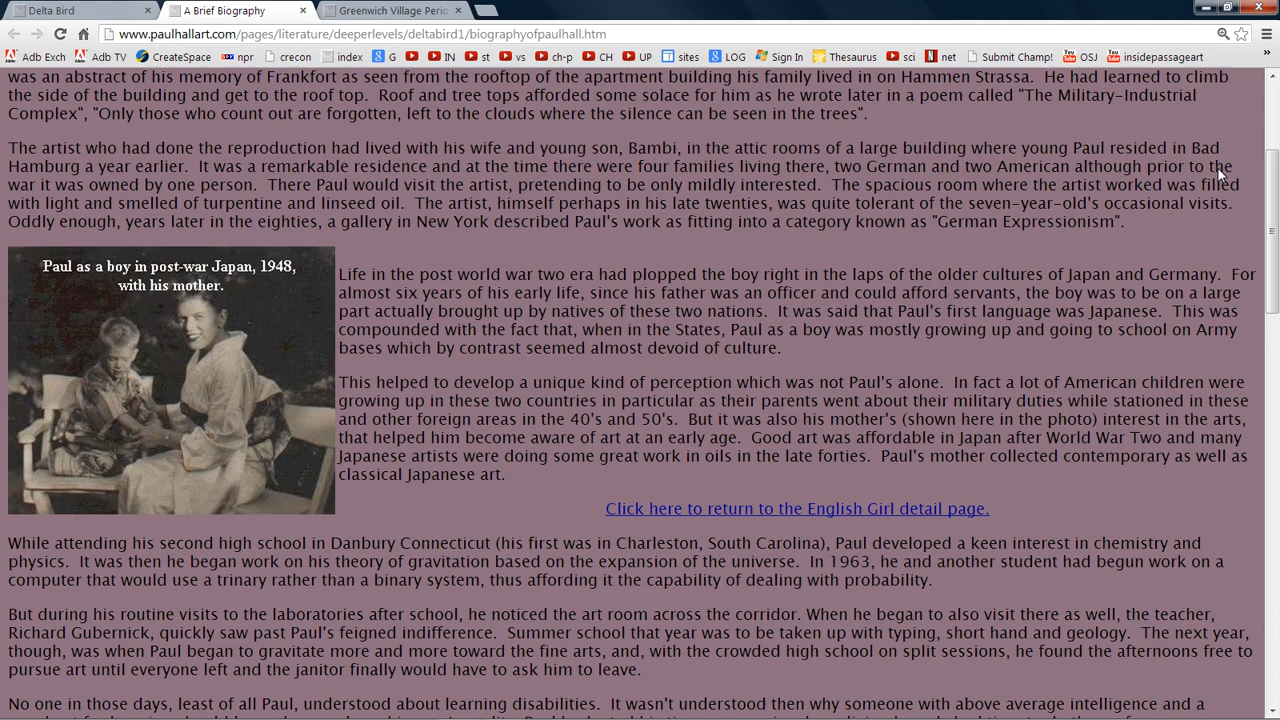 Delta Bird
A Brief Biography
Greenwich Village Peri
www.paulhallart.com/pages/literature/deeperlevels/deltabird1/biographyofpaulhall.htm
Adb Exch Adb TV CreateSpace npr crecon index G IN st vs ch-p CH UP sites LOG Sign In Thesaurus sci net Submit Champ! OSJ insidepassageart »
was an abstract of his memory of Frankfort as seen from the rooftop of the apartment building his family lived in on Hammen Strassa. He had learned to climb
the side of the building and get to the roof top. Roof and tree tops afforded some solace for him as he wrote later in a poem called "The Military-Industrial
Complex", "Only those who count out are forgotten, left to the clouds where the silence can be seen in the trees".
The artist who had done the reproduction had lived with his wife and young son, Bambi, in the attic rooms of a large building where young Paul resided in Bad
Hamburg a year earlier. It was a remarkable residence and at the time there were four families living there, two German and two American although prior to the
war it was owned by one person. There Paul would visit the artist, pretending to be only mildly interested. The spacious room where the artist worked was filled
with light and smelled of turpentine and linseed oil. The artist, himself perhaps in his late twenties, was quite tolerant of the seven-year-old's occasional visits.
Oddly enough, years later in the eighties, a gallery in New York described Paul's work as fitting into a category known as "German Expressionism".
Paul as a boy in post-war Japan, 1948,
with his mother.
Life in the post world war two era had plopped the boy right in the laps of the older cultures of Japan and Germany. For
almost six years of his early life, since his father was an officer and could afford servants, the boy was to be on a large
part actually brought up by natives of these two nations. It was said that Paul's first language was Japanese. This was
compounded with the fact that, when in the States, Paul as a boy was mostly growing up and going to school on Army
bases which by contrast seemed almost devoid of culture.
This helped to develop a unique kind of perception which was not Paul's alone. In fact a lot of American children were
growing up in these two countries in particular as their parents went about their military duties while stationed in these
and other foreign areas in the 40's and 50's. But it was also his mother's (shown here in the photo) interest in the arts,
that helped him become aware of art at an early age. Good art was affordable in Japan after World War Two and many
Japanese artists were doing some great work in oils in the late forties. Paul's mother collected contemporary as well as
classical Japanese art.
Click here to return to the English Girl detail page.
While attending his second high school in Danbury Connecticut (his first was in Charleston, South Carolina), Paul developed a keen interest in chemistry and
physics. It was then he began work on his theory of gravitation based on the expansion of the universe. In 1963, he and another student had begun work on a
computer that would use a trinary rather than a binary system, thus affording it the capability of dealing with probability.
But during his routine visits to the laboratories after school, he noticed the art room across the corridor. When he began to also visit there as well, the teacher,
Richard Gubernick, quickly saw past Paul's feigned indifference. Summer school that year was to be taken up with typing, short hand and geology. The next year,
though, was when Paul began to gravitate more and more toward the fine arts, and, with the crowded high school on split sessions, he found the afternoons free to
pursue art until everyone left and the janitor finally would have to ask him to leave.
No one in those days, least of all Paul, understood about learning disabilities. It wasn't understood then why someone with above average intelligence and a